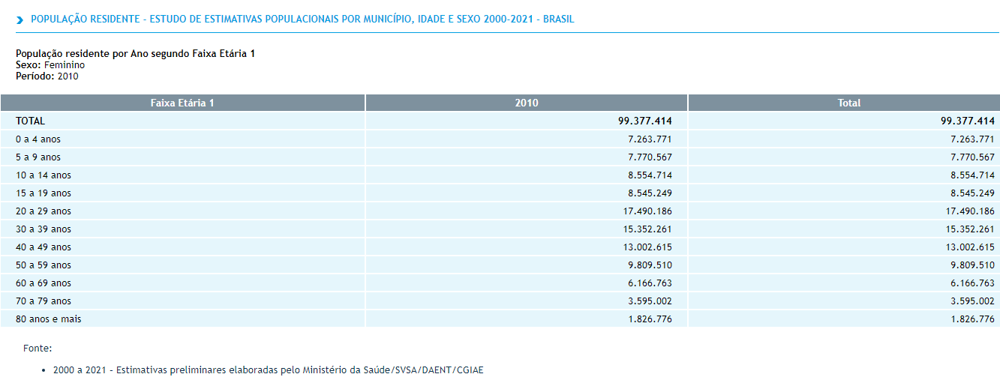 POPULAÇÃO RESIDENTE - ESTUDO DE ESTIMATIVAS POPULACIONAIS POR MUNICÍPIO, IDADE E SEXO 2000-2021 - BRASIL
População residente por Ano segundo Faixa Etária 1
Sexo: Feminino
Período: 2010
Faixa Etária 1 2010 Total
TOTAL 99.377.414 99.377.414
0 a 4 anos 7.263.771 7.263.771
5 a 9 anos 7.770.567 7.770.567
10 a 14 anos 8.554.714 8.554.714
15 a 19 anos 8.545.249 8.545.249
20 a 29 anos 17.490.186 17.490.186
30 a 39 anos 15.352.261 15.352.261
40 a 49 anos 13.002.615 13.002.615
50 a 59 anos 9.809.510 9.809.510
60 a 69 anos 6.166.763 6.166.763
70 a 79 anos 3.595.002 3.595.002
80 anos e mais 1.826.776 1.826.776
Fonte:
• 2000 a 2021 - Estimativas preliminares elaboradas pelo Ministério da Saúde/SVSA/DAENT/CGIAE